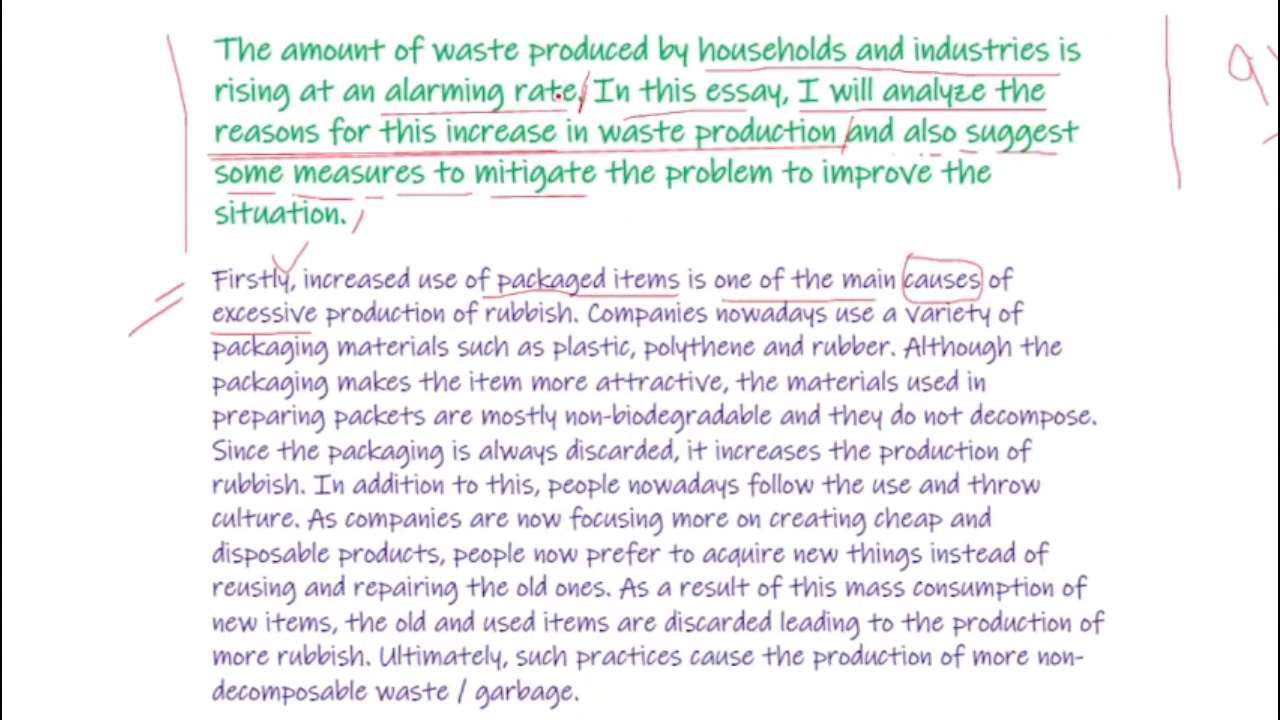 The amount of waste produced by households and industries is
rising at an alarming rate. In this essay, I will analyze the
reasons for this increase in waste production and also suggest
some measures to mitigate the problem to improve the
situation.
Firstly, increased use of packaged items is one of the main causes of
excessive production of rubbish. Companies nowadays use a variety of
packaging materials such as plastic, polythene and rubber. Although the
packaging makes the item more attractive, the materials used in
preparing packets are mostly non-biodegradable and they do not decompose.
Since the packaging is always discarded, it increases the production of
rubbish. In addition to this, people nowadays follow the use and throw
culture. As companies are now focusing more on creating cheap and
disposable products, people now prefer to acquire new things instead of
reusing and repairing the old ones. As a result of this mass consumption of
new items, the old and used items are discarded leading to the production of
more rubbish. Ultimately, such practices cause the production of more non-
decomposable waste / garbage.